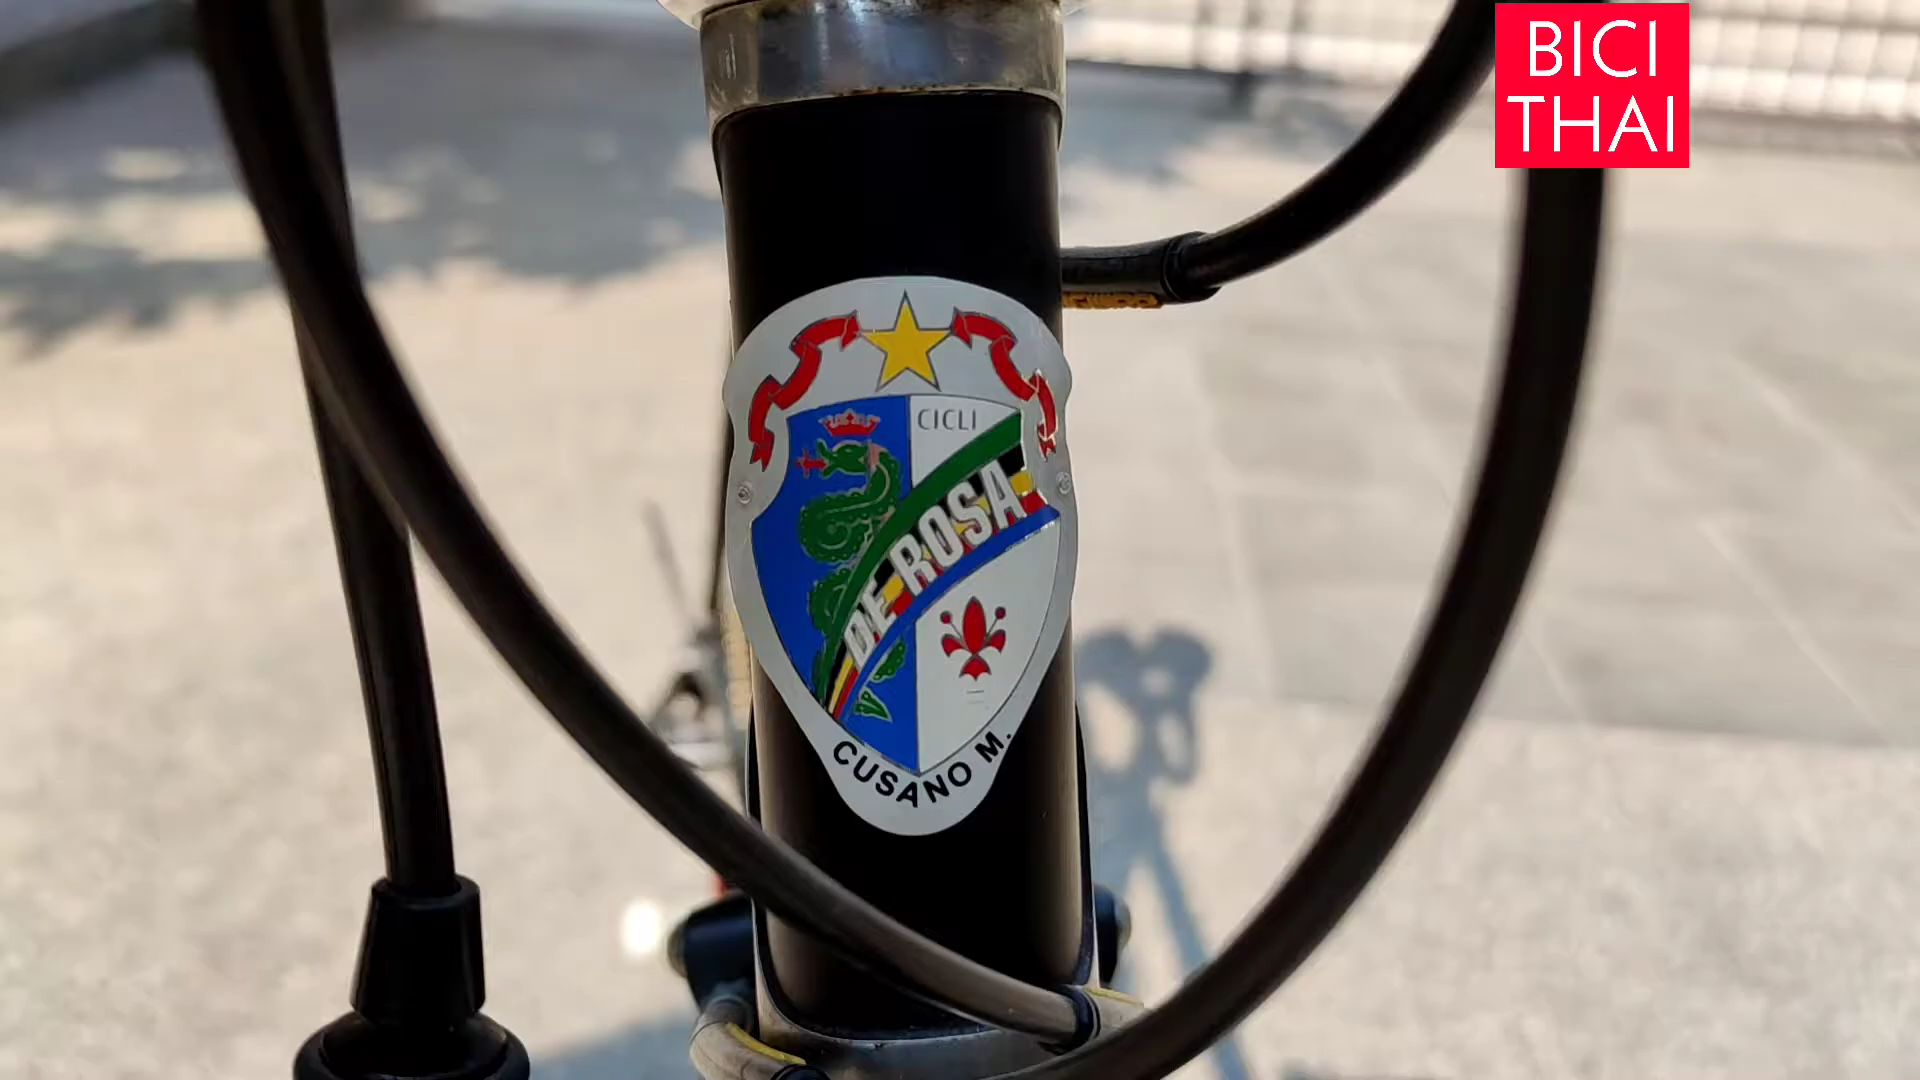 BICI
THAI
CICLI
DE ROSA
CUSANO M.